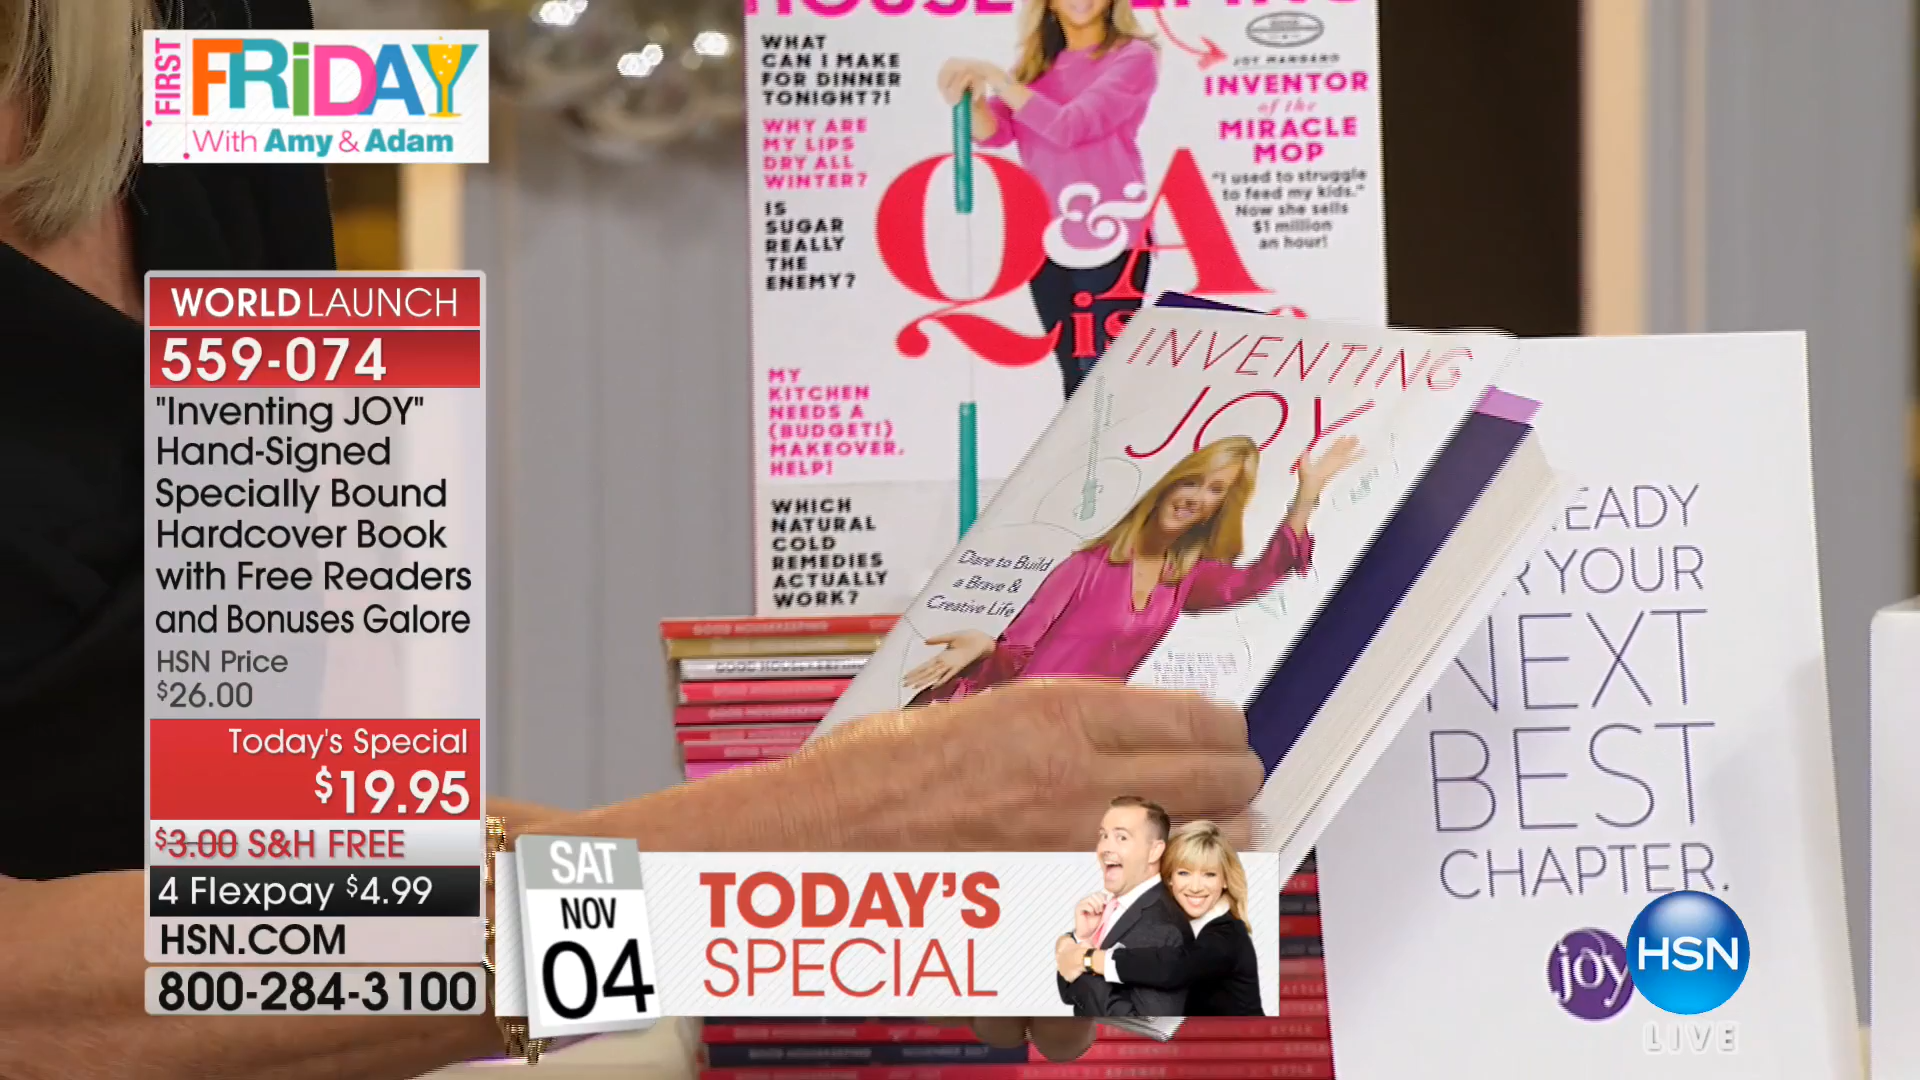 FIRST
FRiDAY
With Amy & Adam
WORLD LAUNCH
559-074
"Inventing JOY"
Hand-Signed
Specially Bound
Hardcover Book
with Free Readers
and Bonuses Galore
HSN Price
$26.00
Today's Special
$19.95
$3.00 S&H FREE
4 Flexpay $4.99
HSN.COM
800-284-3100
WHAT
CAN I MAKE
FOR DINNER
TONIGHT?!
WHY ARE
MY LIPS
DRY ALL
WINTER?
IS
SUGAR
REALLY
THE
ENEMY?
MY
KITCHEN
NEEDS A
(BUDGET!)
MAKEOVER.
HELP!
WHICH
NATURAL
COLD
REMEDIES
ACTUALLY
WORK?
Q&A
JOY MANGANO
INVENTOR
of the
MIRACLE
MOP
"I used to struggle
to feed my kids."
Now she sells
$1 million
an hour!
INVENTING
JOY
Dare to Build
a Brave &
Creative Life
GOOD HOUSEKEEPING
EADY
R YOUR
NEXT
BEST
CHAPTER.
joy
HSN
LIVE
SAT
NOV
04
TODAY'S
SPECIAL